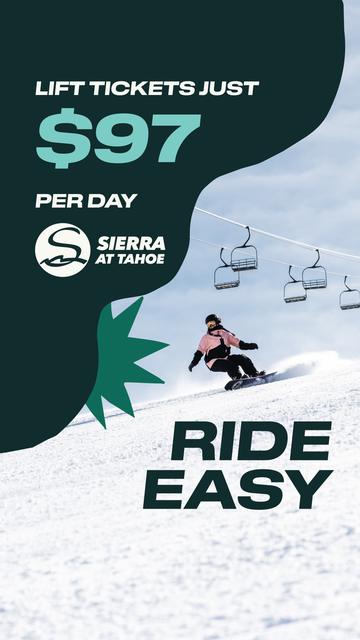 LIFT TICKETS JUST
$97
PER DAY
SIERRA
AT TAHOE
RIDE
EASY